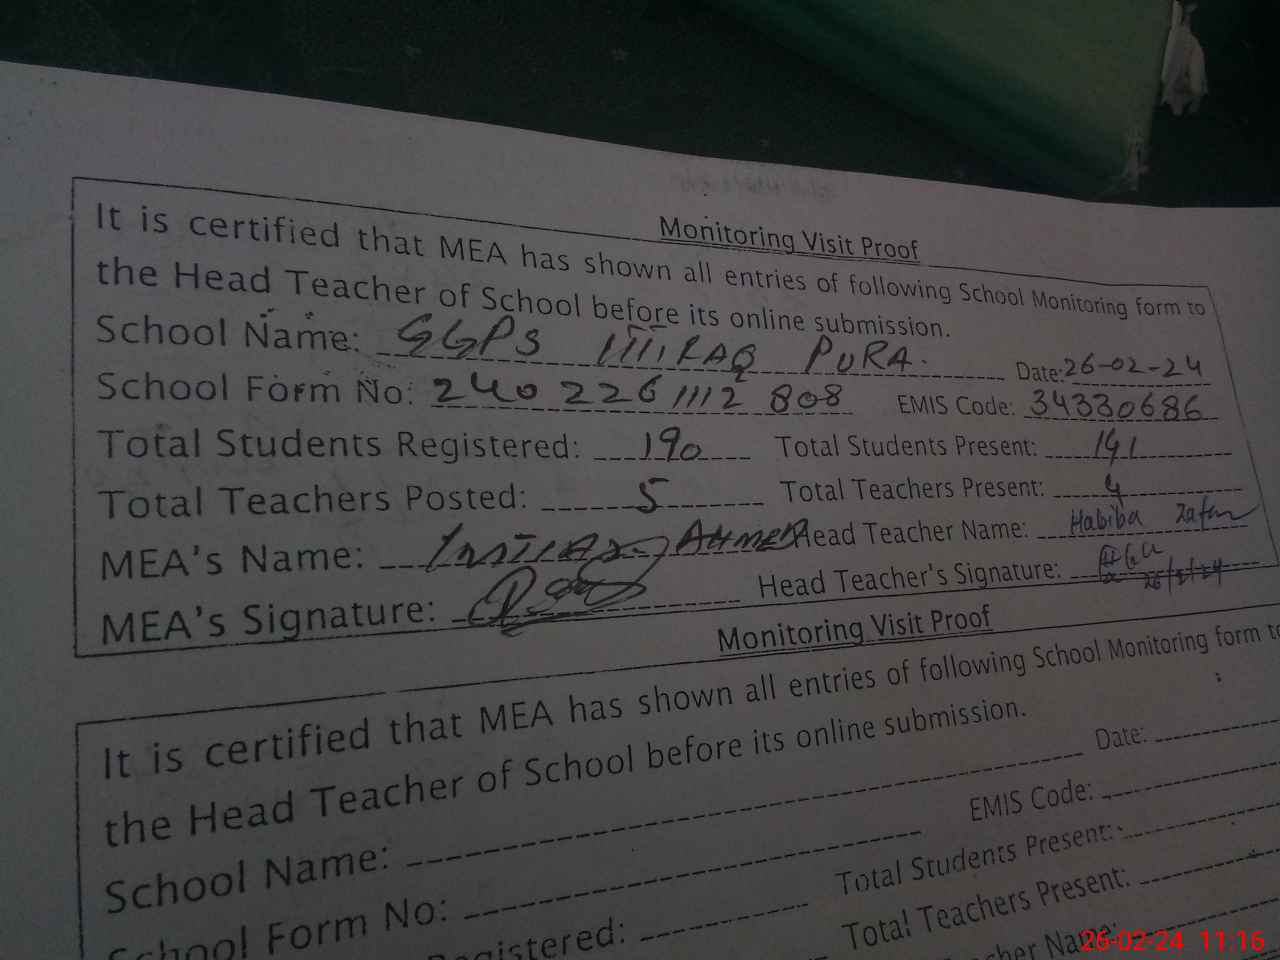 Monitoring Visit Proof
It is certified that MEA has shown all entries of following School Monitoring form to
the Head Teacher of School before its online submission.
School Name: GGPS PURA Date: 26-02-24
School Form No: 240 226 1112 808 EMIS Code: 34330686
Total Students Registered: 190 Total Students Present: 141
Total Teachers Posted: 5 Total Teachers Present: 4
MEA's Name: AHMED Head Teacher Name: Habiba Zafar
MEA's Signature: Head Teacher's Signature:
Monitoring Visit Proof
It is certified that MEA has shown all entries of following School Monitoring form to
the Head Teacher of School before its online submission.
School Name: Date:
School Form No: EMIS Code:
gistered: Total Students Present:
Total Teachers Present:
cher Name:
26-02-24 11:16